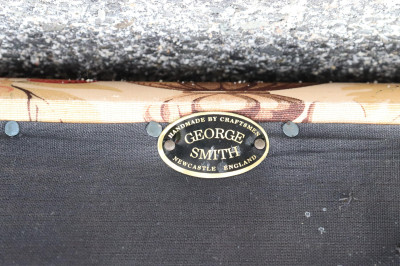 HANDMADE BY CRAFTSMEN
GEORGE
SMITH
NEWCASTLE ENGLAND